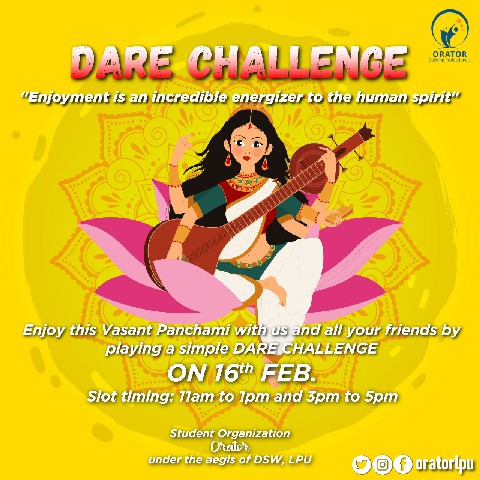 ORATOR
DARE CHALLENGE
"Enjoyment is an incredible energizer to the human spirit"
Enjoy this Vasant Panchami with us and all your friends by
playing a simple DARE CHALLENGE
ON 16th FEB.
Slot timing: 11am to 1pm and 3pm to 5pm
Student Organization
Orator
under the aegis of DSW, LPU
oratorlpu